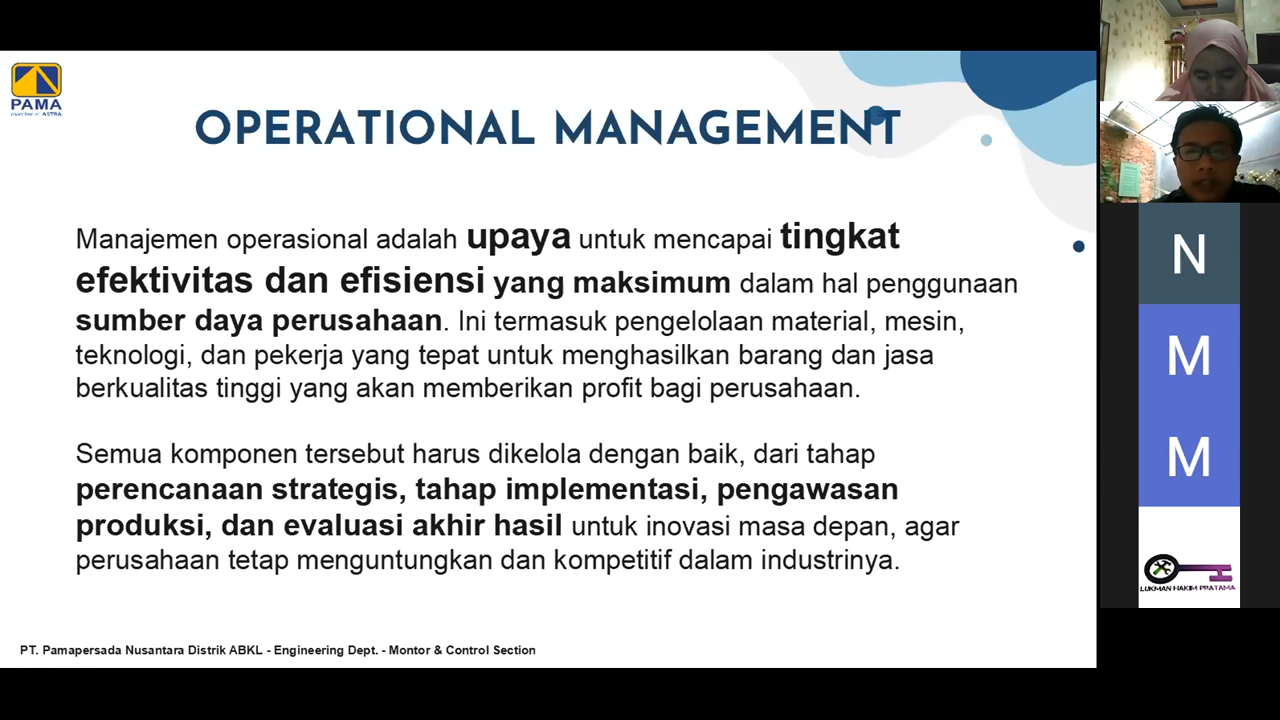 PAMA
member of ASTRA
OPERATIONAL MANAGEMENT
Manajemen operasional adalah upaya untuk mencapai tingkat
efektivitas dan efisiensi yang maksimum dalam hal penggunaan
sumber daya perusahaan. Ini termasuk pengelolaan material, mesin,
teknologi, dan pekerja yang tepat untuk menghasilkan barang dan jasa
berkualitas tinggi yang akan memberikan profit bagi perusahaan.
Semua komponen tersebut harus dikelola dengan baik, dari tahap
perencanaan strategis, tahap implementasi, pengawasan
produksi, dan evaluasi akhir hasil untuk inovasi masa depan, agar
perusahaan tetap menguntungkan dan kompetitif dalam industrinya.
PT. Pamapersada Nusantara Distrik ABKL - Engineering Dept. - Montor & Control Section
N
M
M
LUKMAN HAKIM PRATAMA